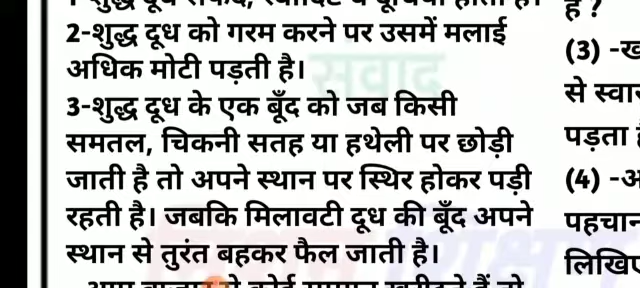 2-शुद्ध दूध को गरम करने पर उसमें मलाई
अधिक मोटी पड़ती है।
3-शुद्ध दूध के एक बूँद को जब किसी
समतल, चिकनी सतह या हथेली पर छोड़ी
जाती है तो अपने स्थान पर स्थिर होकर पड़ी
रहती है। जबकि मिलावटी दूध की बूँद अपने
स्थान से तुरंत बहकर फैल जाती है।
संवाद
है ?
(3)
से
पड़ता
(4)